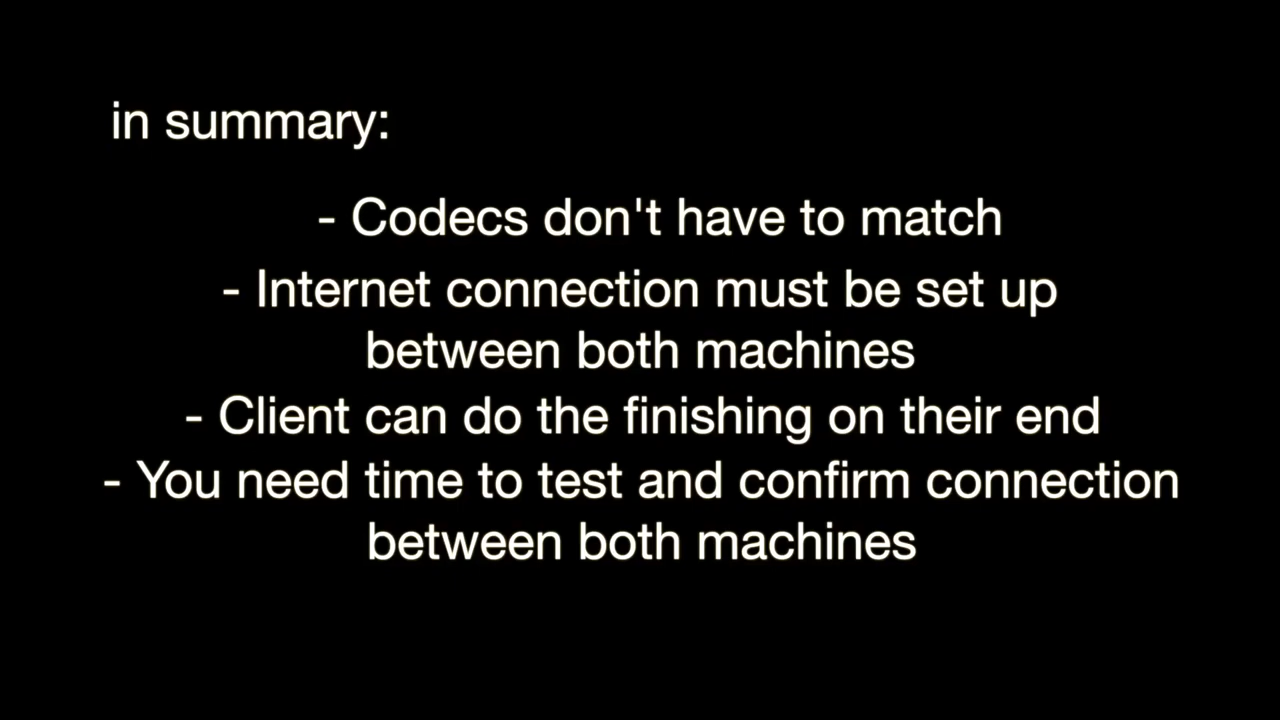 in summary:
- Codecs don't have to match
- Internet connection must be set up
between both machines
- Client can do the finishing on their end
- You need time to test and confirm connection
between both machines